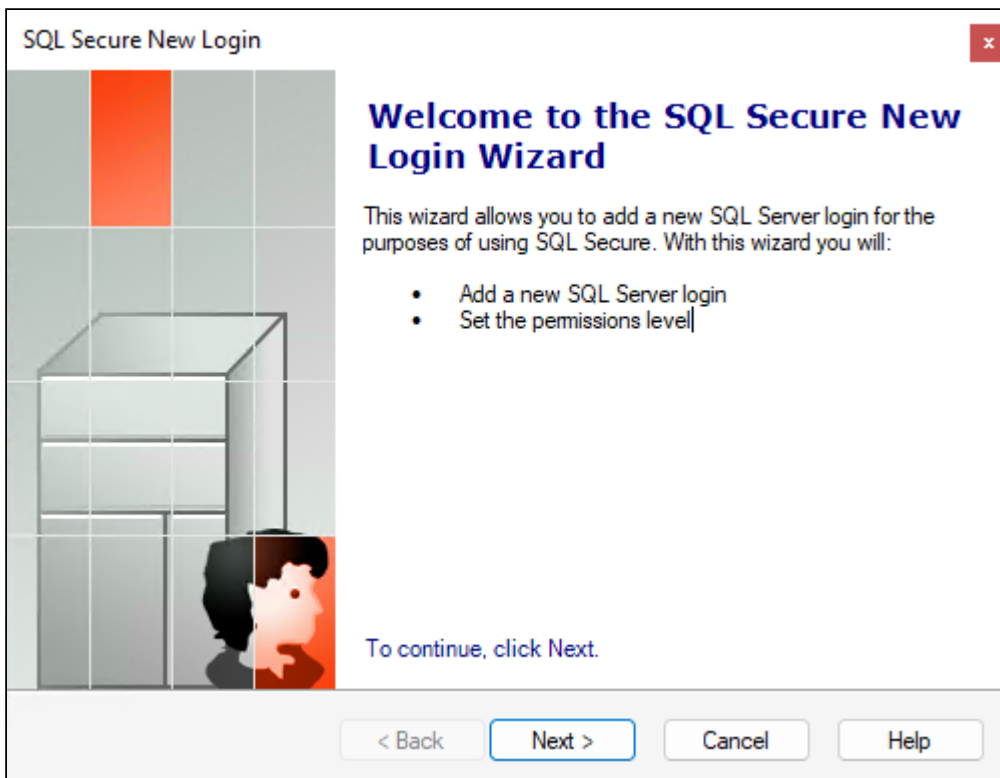 SQL Secure New Login
x
Welcome to the SQL Secure New
Login Wizard
This wizard allows you to add a new SQL Server login for the
purposes of using SQL Secure. With this wizard you will:
• Add a new SQL Server login
• Set the permissions level
To continue, click Next.
< Back Next > Cancel Help